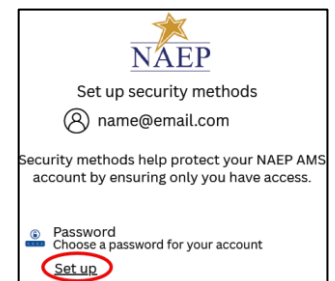 NAEP
Set up security methods
name@email.com
Security methods help protect your NAEP AMS
account by ensuring only you have access.
Password
Choose a password for your account
Set up